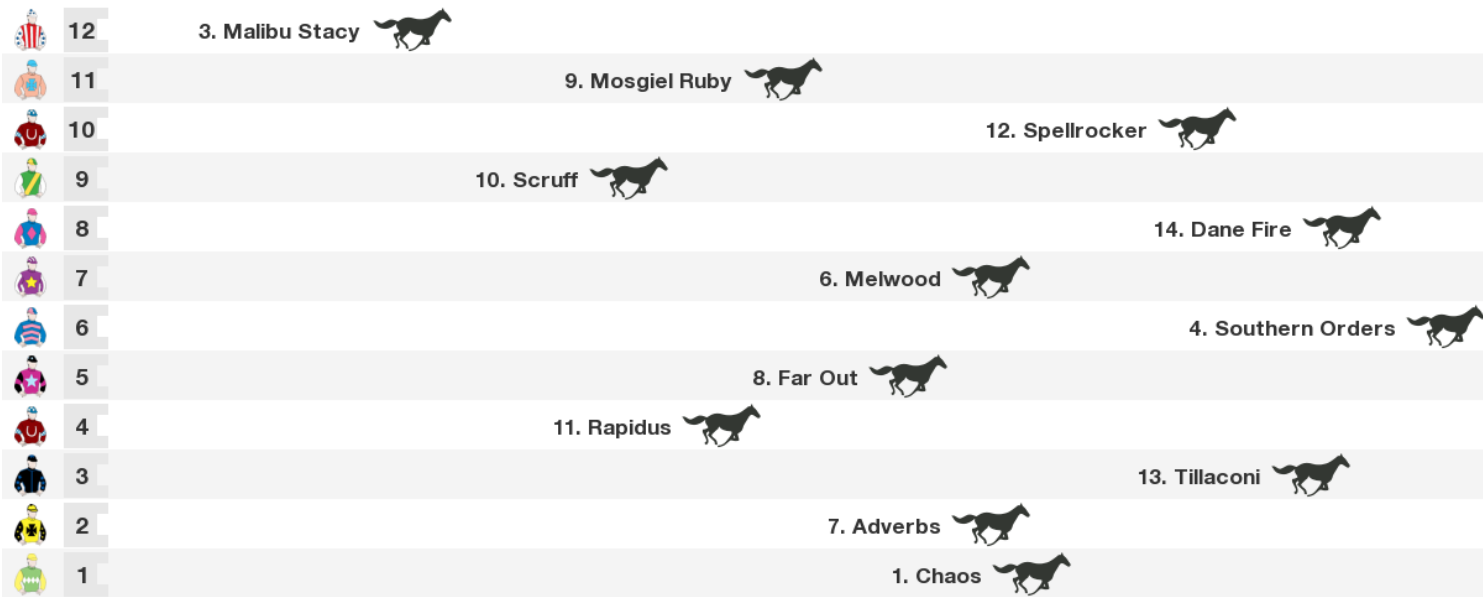 12 3. Malibu Stacy
11 9. Mosgiel Ruby
10 12. Spellrocker
9 10. Scruff
8 14. Dane Fire
7 6. Melwood
6 4. Southern Orders
5 8. Far Out
4 11. Rapidus
3 13. Tillaconi
2 7. Adverbs
1 1. Chaos